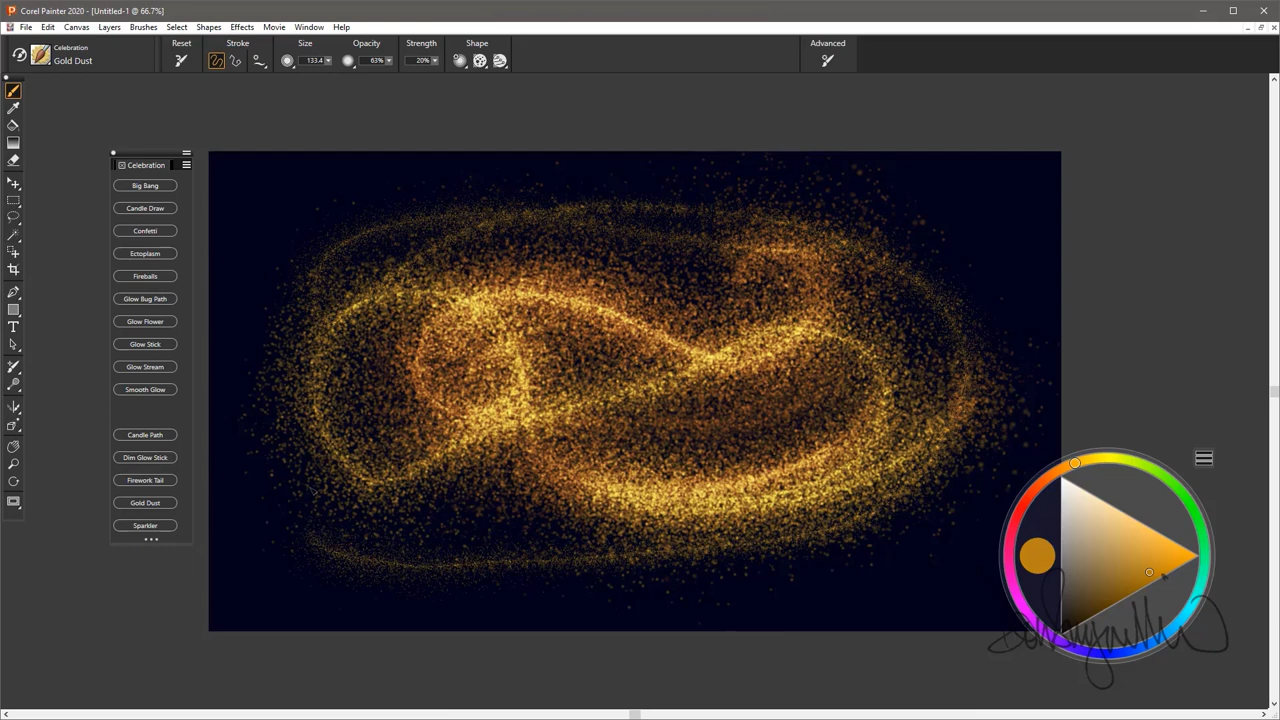 Corel Painter 2020 - [Untitled-1 @ 66.7%]
File Edit Canvas Layers Brushes Select Shapes Effects Movie Window Help
Celebration
Gold Dust
Reset Stroke Size Opacity Strength Shape Advanced
133.4 63% 20%
Celebration
Big Bang
Candle Draw
Confetti
Ectoplasm
Fireballs
Glow Bug Path
Glow Flower
Glow Stick
Glow Stream
Smooth Glow
Candle Path
Dim Glow Stick
Firework Tail
Gold Dust
Sparkler